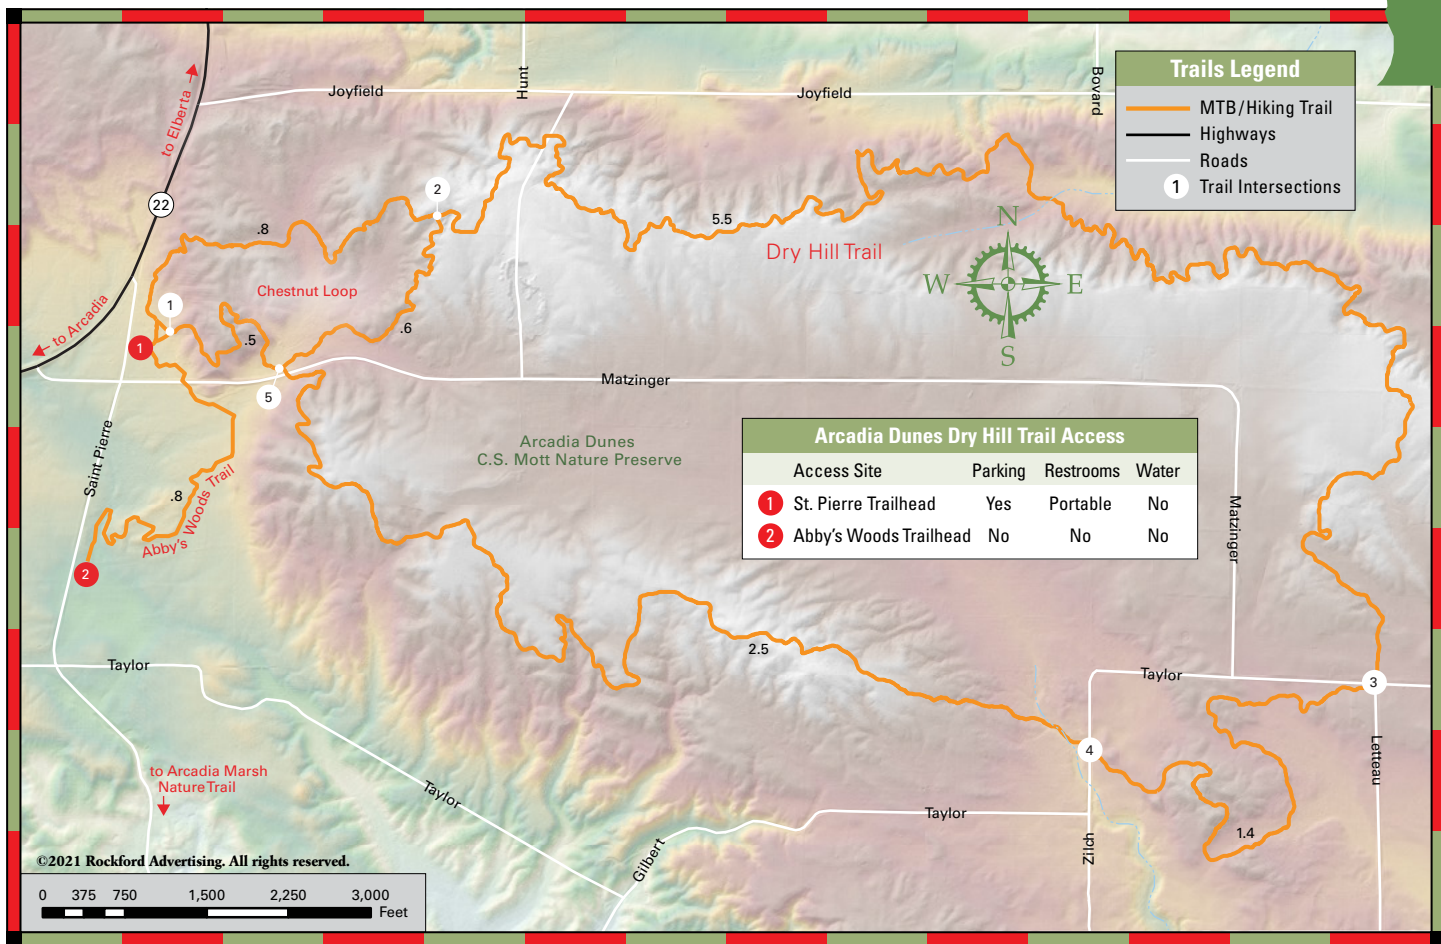 Trails Legend
MTB/Hiking Trail
Highways
Roads
1 Trail Intersections
Hunt
Bovard
Joyfield
Joyfield
to Elberta
22
2
.8
5.5
N
Dry Hill Trail
W
E
S
Chestnut Loop
1
to Arcadia
.6
.5
1
5
Matzinger
Saint Pierre
Arcadia Dunes
C.S. Mott Nature Preserve
Arcadia Dunes Dry Hill Trail Access
Access Site Parking Restrooms Water
1 St. Pierre Trailhead Yes Portable No
2 Abby's Woods Trailhead No No No
.8
Abby's Woods Trail
2
Matzinger
2.5
Taylor
Taylor
3
4
Letteau
to Arcadia Marsh
Nature Trail
Taylor
Taylor
1.4
Gilbert
Zilch
©2021 Rockford Advertising. All rights reserved.
0 375 750 1,500 2,250 3,000
Feet